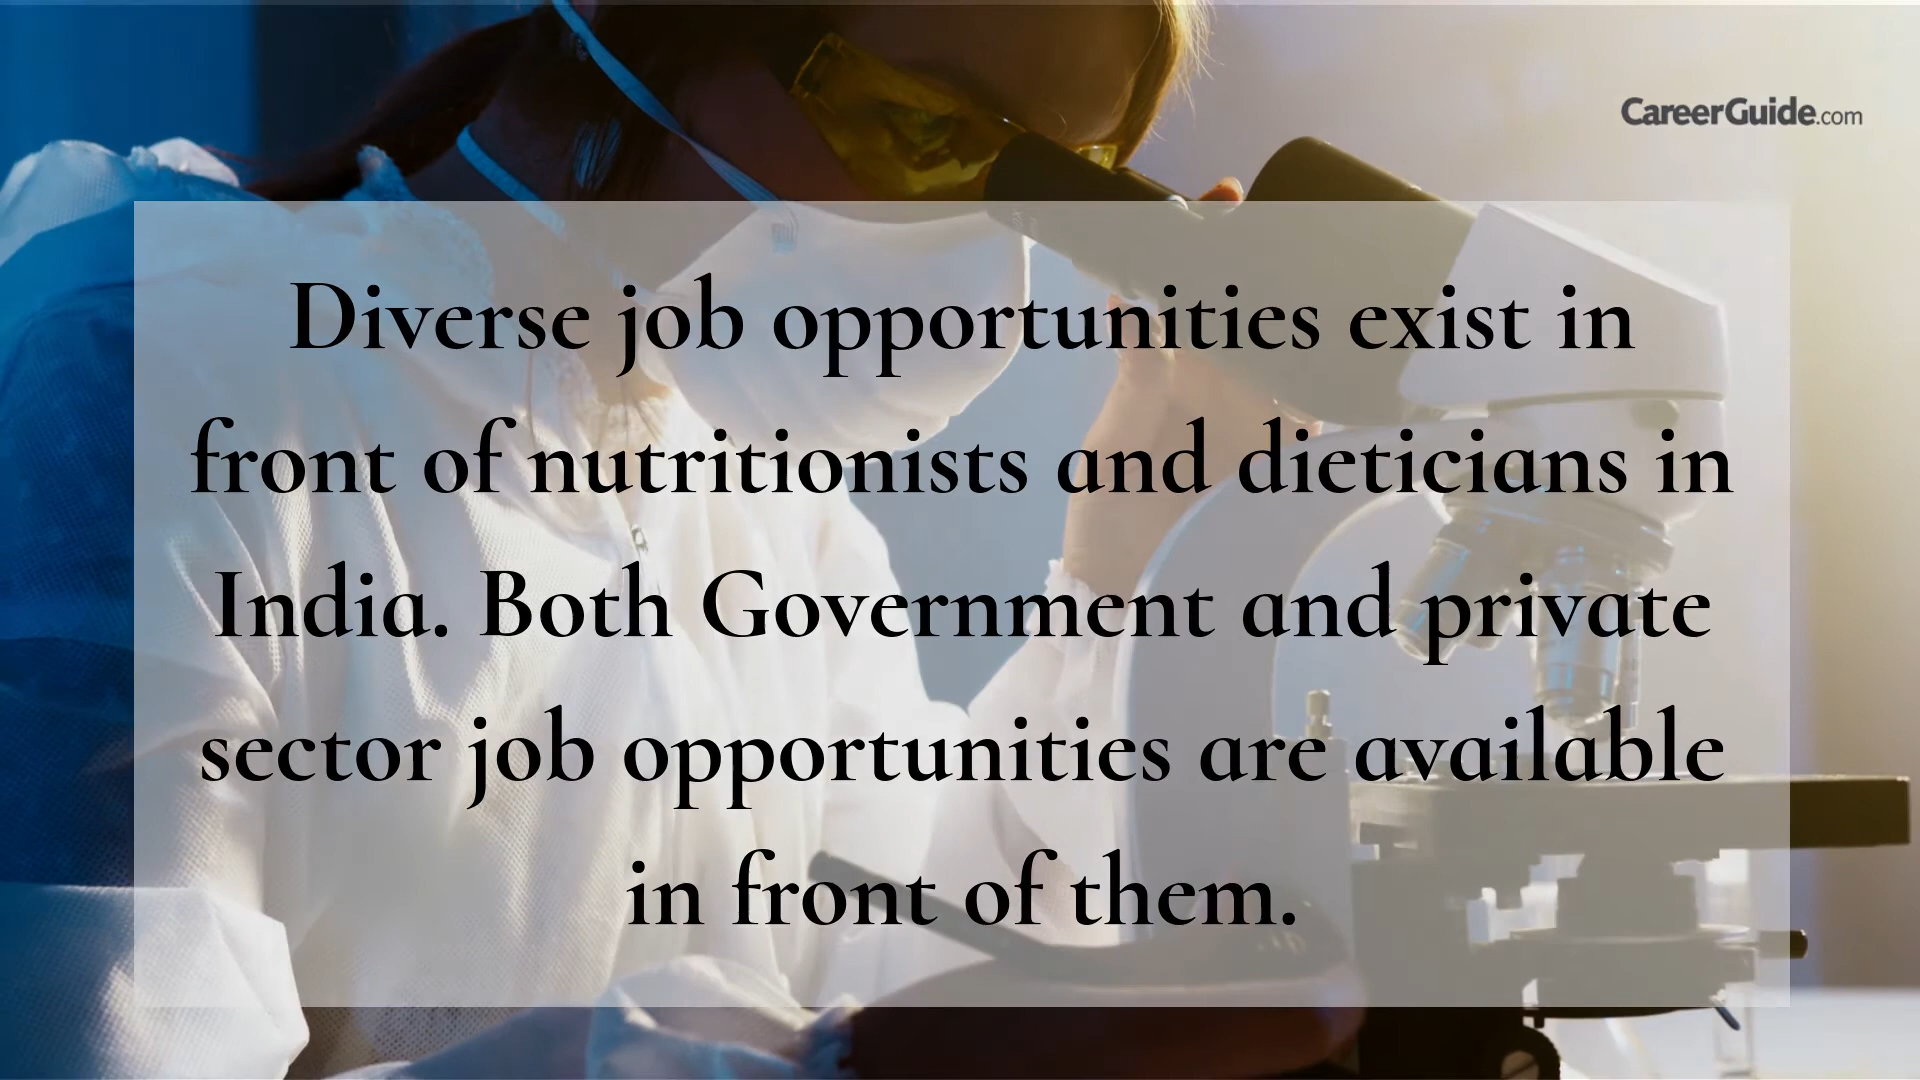 CareerGuide.com
Diverse job opportunities exist in
front of nutritionists and dieticians in
India. Both Government and private
sector job opportunities are available
in front of them.